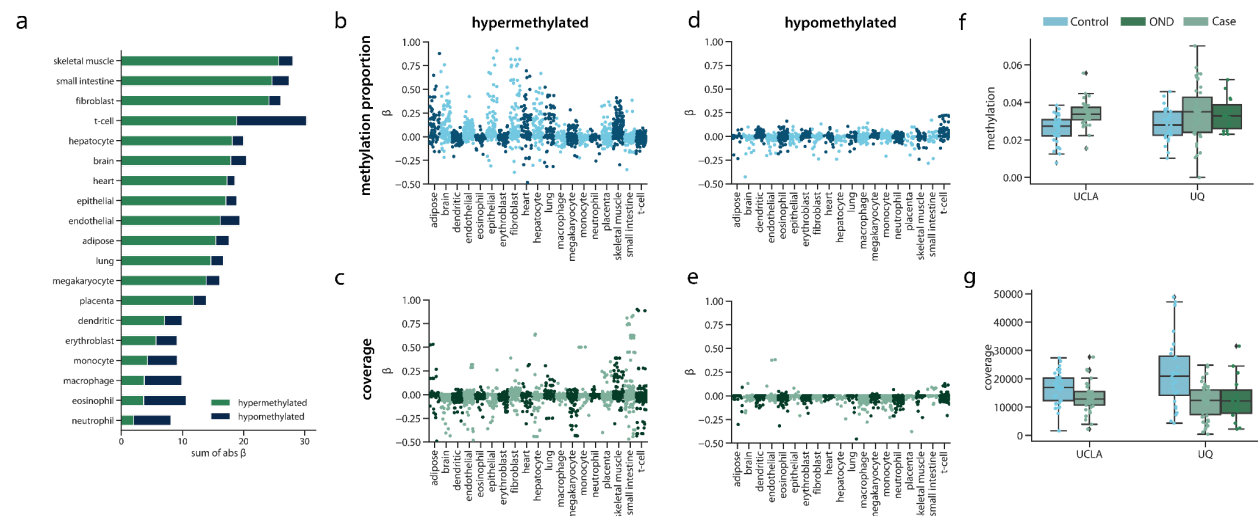 a
skeletal muscle
small intestine
fibroblast
t-cell
hepatocyte
brain
heart
epithelial
endothelial
adipose
lung
megakaryocyte
placenta
dendritic
erythroblast
monocyte
macrophage
eosinophil
neutrophil
hypermethylated
hypomethylated
0 10 20 30
sum of abs β
b
hypermethylated
methylation proportion
β
1.00
0.75
0.50
0.25
0.00
−0.25
−0.50
adipose
brain
dendritic
endothelial
eosinophil
epithelial
erythroblast
fibroblast
heart
hepatocyte
lung
macrophage
megakaryocyte
monocyte
neutrophil
placenta
skeletal muscle
small intestine
t-cell
c
coverage
β
1.00
0.75
0.50
0.25
0.00
−0.25
−0.50
adipose
brain
dendritic
endothelial
eosinophil
epithelial
erythroblast
fibroblast
heart
hepatocyte
lung
macrophage
megakaryocyte
monocyte
neutrophil
placenta
skeletal muscle
small intestine
t-cell
d
hypomethylated
β
1.00
0.75
0.50
0.25
0.00
−0.25
−0.50
adipose
brain
dendritic
endothelial
eosinophil
epithelial
erythroblast
fibroblast
heart
hepatocyte
lung
macrophage
megakaryocyte
monocyte
neutrophil
placenta
skeletal muscle
small intestine
t-cell
e
β
1.00
0.75
0.50
0.25
0.00
−0.25
−0.50
adipose
brain
dendritic
endothelial
eosinophil
epithelial
erythroblast
fibroblast
heart
hepatocyte
lung
macrophage
megakaryocyte
monocyte
neutrophil
placenta
skeletal muscle
small intestine
t-cell
f
Control OND Case
methylation
0.06
0.04
0.02
0.00
UCLA UQ
g
coverage
50000
40000
30000
20000
10000
0
UCLA UQ